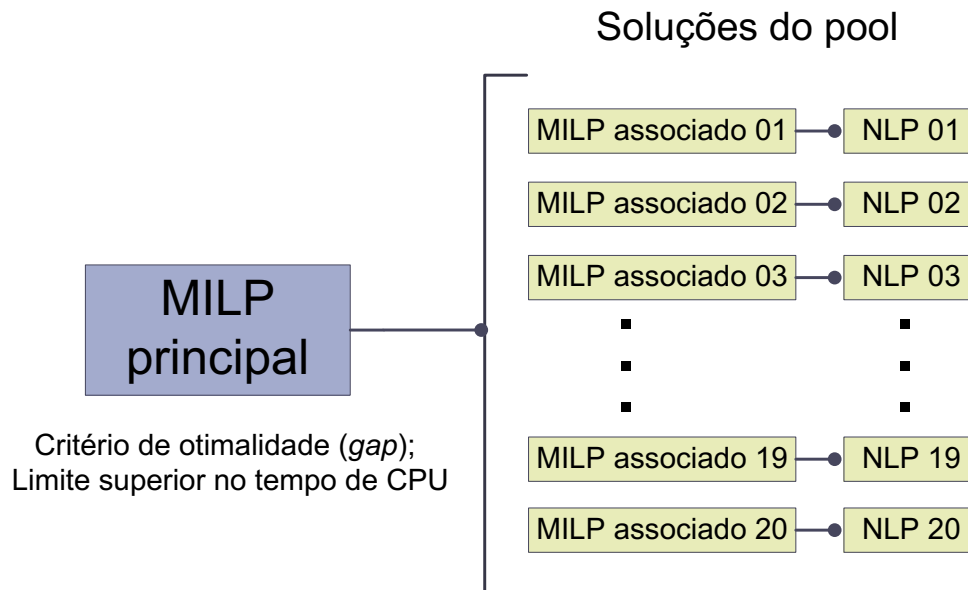 Soluções do pool
MILP associado 01
NLP 01
MILP associado 02
NLP 02
MILP associado 03
NLP 03
MILP
principal
Critério de otimalidade (gap);
Limite superior no tempo de CPU
MILP associado 19
NLP 19
MILP associado 20
NLP 20